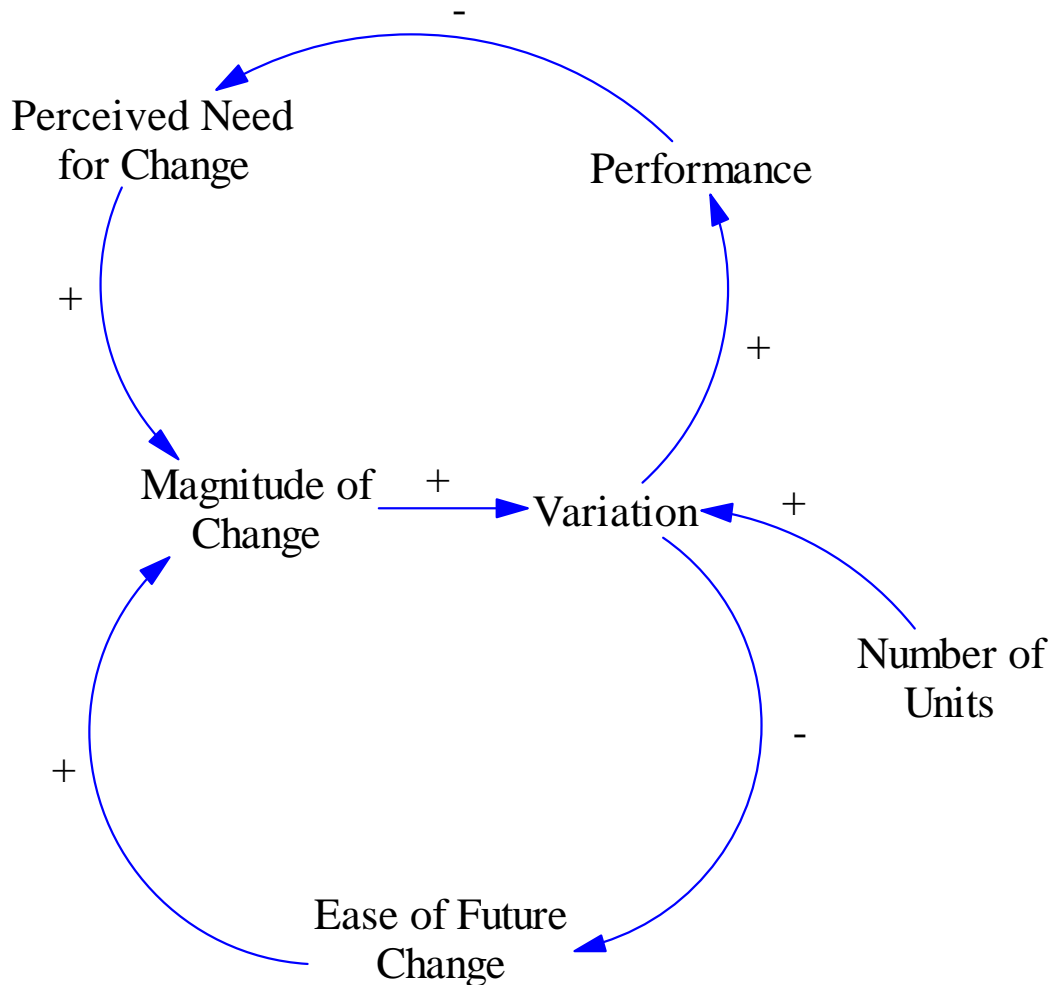 -
Perceived Need
for Change
Performance
+
+
Magnitude of
Change
+
Variation
+
Number of
Units
-
+
Ease of Future
Change